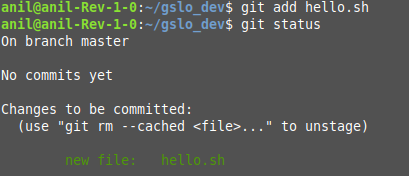 anil@anil-Rev-1-0:~/gslo_dev$ git add hello.sh
anil@anil-Rev-1-0:~/gslo_dev$ git status
On branch master
No commits yet
Changes to be committed:
(use "git rm --cached <file>..." to unstage)
new file: hello.sh